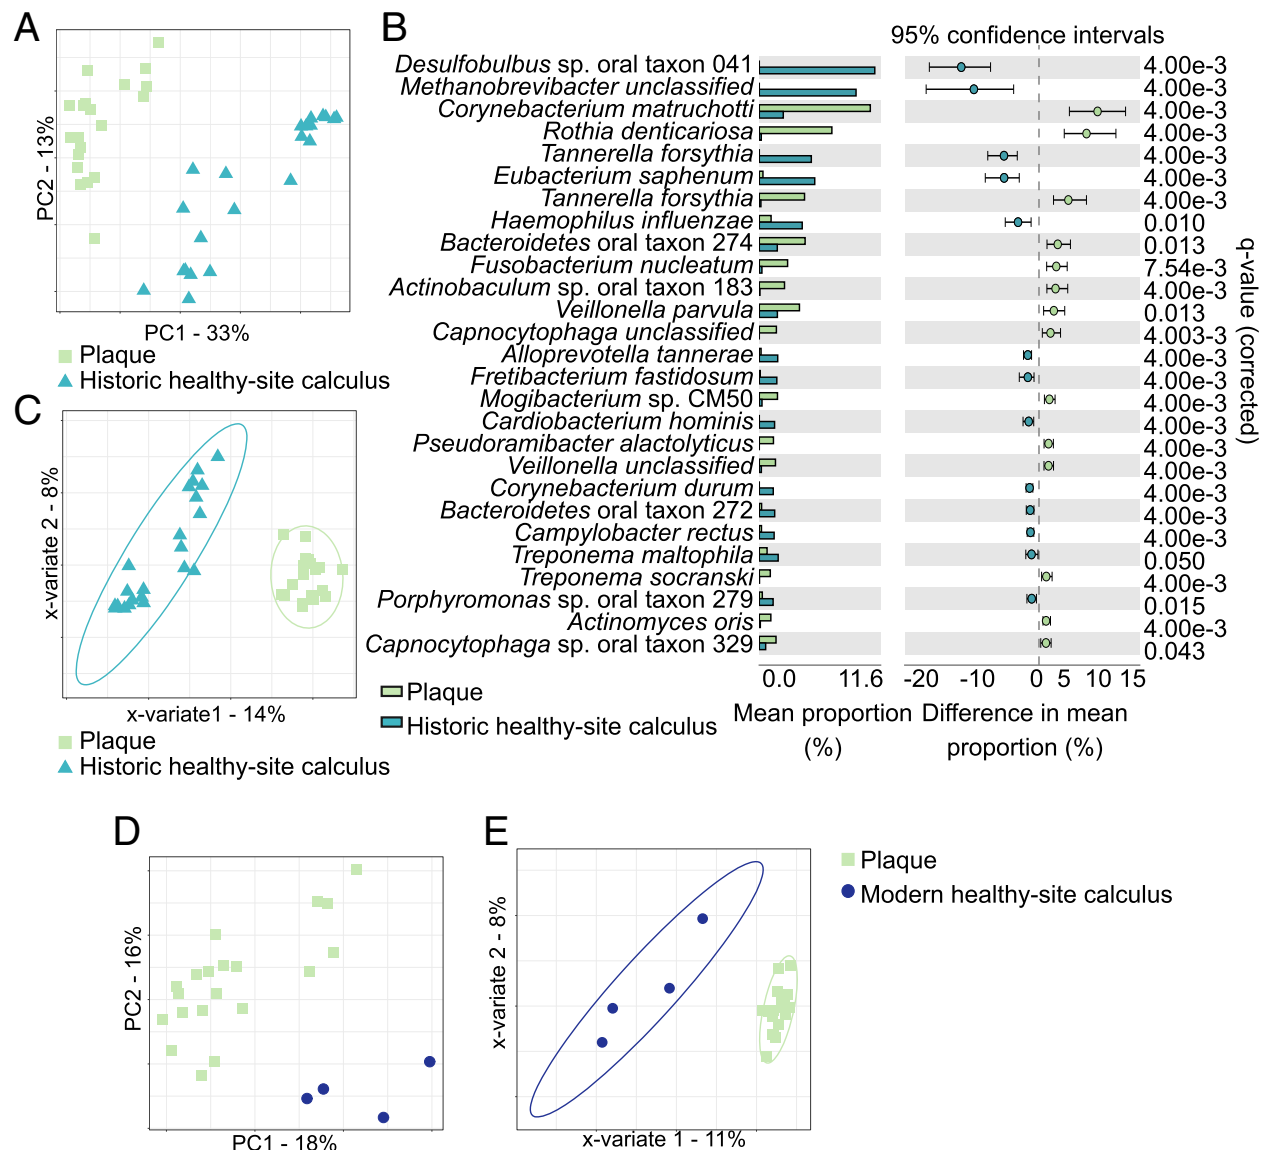 A
PC2 - 13%
PC1 - 33%
Plaque
Historic healthy-site calculus
B
95% confidence intervals
Desulfobulbus sp. oral taxon 041 4.00e-3
Methanobrevibacter unclassified 4.00e-3
Corynebacterium matruchotti 4.00e-3
Rothia denticariosa 4.00e-3
Tannerella forsythia 4.00e-3
Eubacterium saphenum 4.00e-3
Tannerella forsythia 4.00e-3
Haemophilus influenzae 0.010
Bacteroidetes oral taxon 274 0.013
Fusobacterium nucleatum 7.54e-3
Actinobaculum sp. oral taxon 183 4.00e-3
Veillonella parvula 0.013
Capnocytophaga unclassified 4.003-3
Alloprevotella tannerae 4.00e-3
Fretibacterium fastidosum 4.00e-3
Mogibacterium sp. CM50 4.00e-3
Cardiobacterium hominis 4.00e-3
Pseudoramibacter alactolyticus 4.00e-3
Veillonella unclassified 4.00e-3
Corynebacterium durum 4.00e-3
Bacteroidetes oral taxon 272 4.00e-3
Campylobacter rectus 4.00e-3
Treponema maltophila 0.050
Treponema socranski 4.00e-3
Porphyromonas sp. oral taxon 279 0.015
Actinomyces oris 4.00e-3
Capnocytophaga sp. oral taxon 329 0.043
q-value (corrected)
0.0 11.6 -20 -10 0 5 10 15
Mean proportion (%)
Difference in mean proportion (%)
Plaque
Historic healthy-site calculus
C
x-variate 2 - 8%
x-variate1 - 14%
Plaque
Historic healthy-site calculus
D
PC2 - 16%
PC1 - 18%
E
x-variate 2 - 8%
x-variate 1 - 11%
Plaque
Modern healthy-site calculus